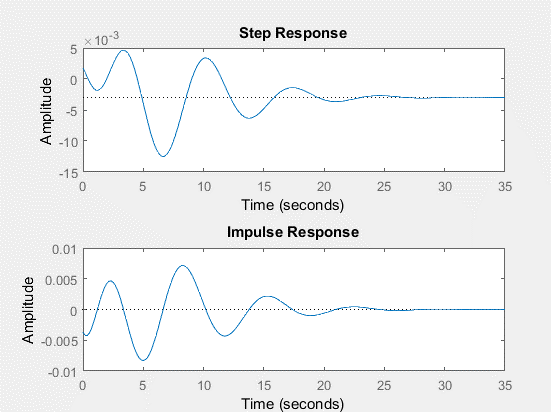 Step Response
×10^-3
5
0
-5
-10
-15
Amplitude
0 5 10 15 20 25 30 35
Time (seconds)
Impulse Response
0.01
0.005
0
-0.005
-0.01
Amplitude
0 5 10 15 20 25 30 35
Time (seconds)